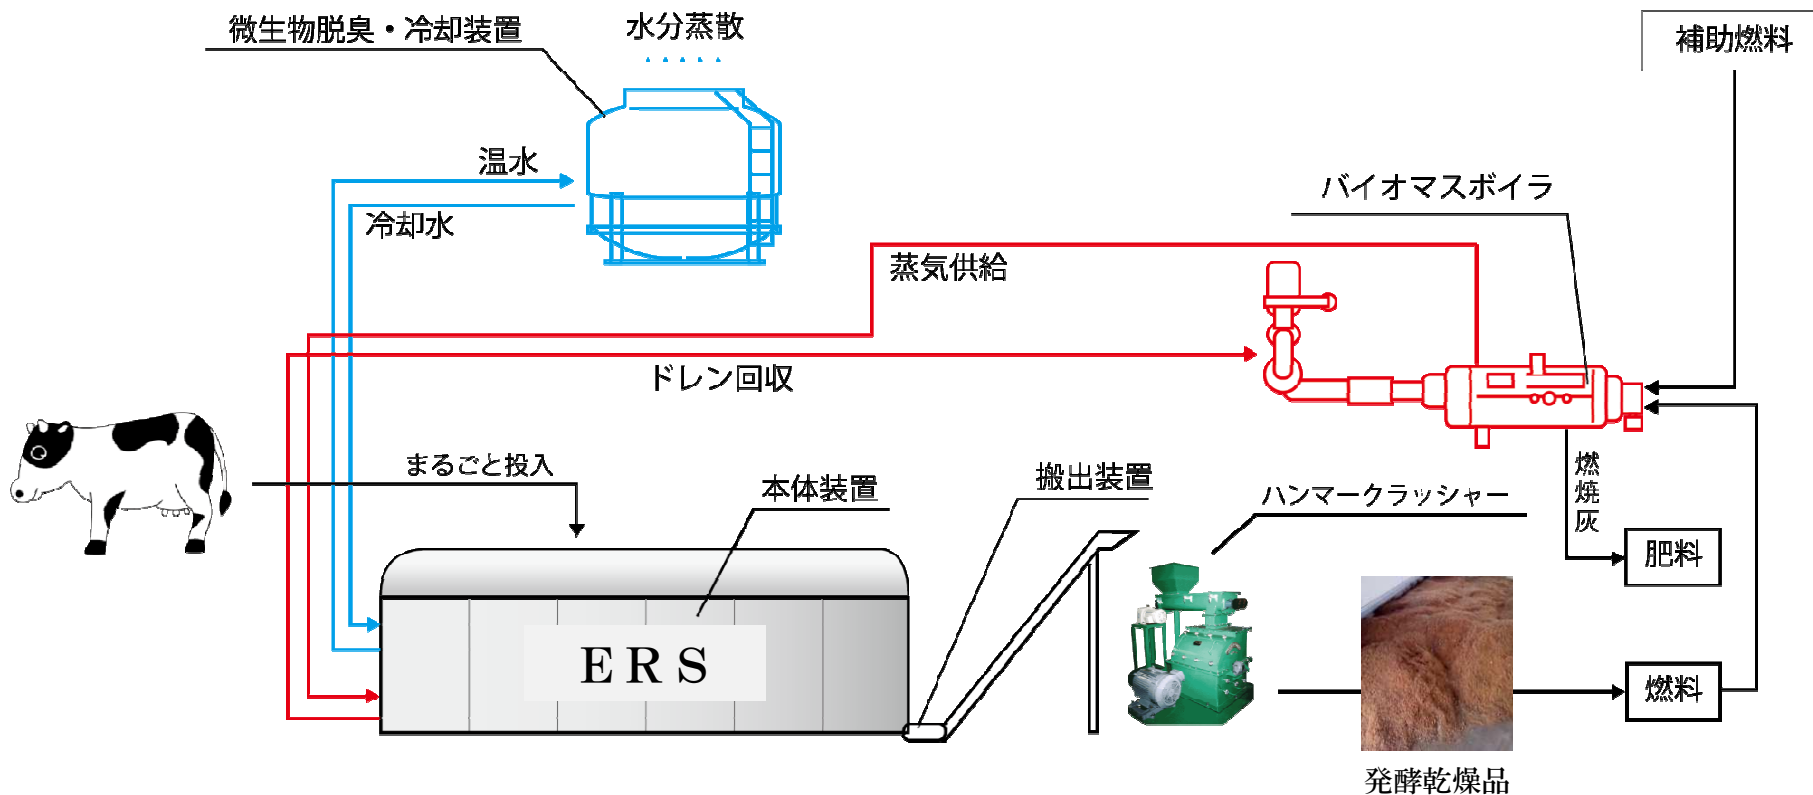 微生物脱臭・冷却装置
水分蒸散
補助燃料
温水
冷却水
バイオマスボイラ
蒸気供給
ドレン回収
まるごと投入
本体装置
搬出装置
ハンマークラッシャー
燃焼灰
肥料
ERS
燃料
発酵乾燥品